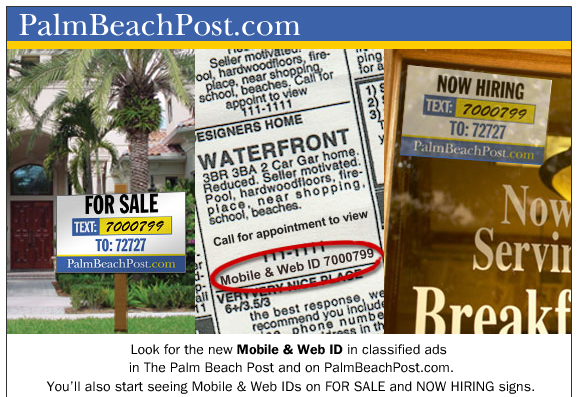 PalmBeachPost.com
FOR SALE
TEXT: 7000799
TO: 72727
PalmBeachPost.com
Seller motivated.
hardwoodfloors, fire-
place, near shopping,
school, beaches. Call for
appoint to view
111-1111
ESIGNERS HOME
WATERFRONT
3BR 3BA 2 Car Gar home.
Reduced. Seller motivated.
Pool, hardwoodfloors, fire-
place, near shopping,
school, beaches.
Call for appointment to view
111-1111
Mobile & Web ID 7000799
VERYVERY NICE PLACE
6+/3.5/3
the best response, we
recommend you include
phone number
NOW HIRING
TEXT: 7000799
TO: 72727
PalmBeachPost.com
Now
Servin
Breakf
Look for the new Mobile & Web ID in classified ads
in The Palm Beach Post and on PalmBeachPost.com.
You'll also start seeing Mobile & Web IDs on FOR SALE and NOW HIRING signs.